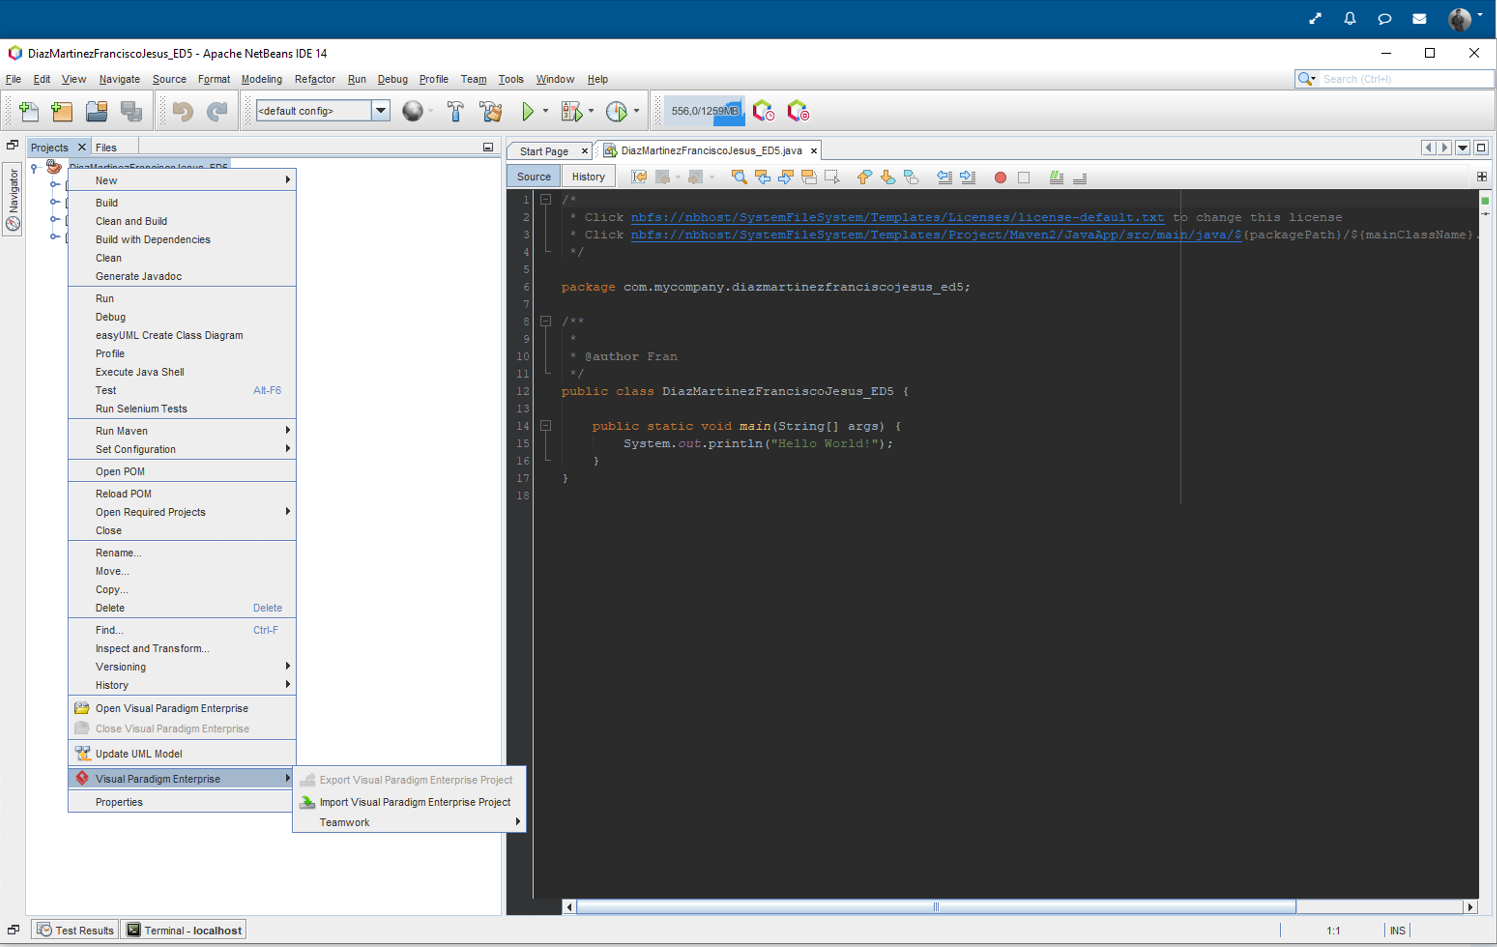 DiazMartinezFranciscoJesus_ED5 - Apache NetBeans IDE 14
File Edit View Navigate Source Format Modeling Refactor Run Debug Profile Team Tools Window Help
Search (Ctrl+I)
<default config>
556,0/1259MB
Projects Files
Start Page DiazMartinezFranciscoJesus_ED5.java
Navigator
DiazMartinezFranciscoJesus_ED5
New
Build
Clean and Build
Build with Dependencies
Clean
Generate Javadoc
Run
Debug
easyUML Create Class Diagram
Profile
Execute Java Shell
Test Alt-F6
Run Selenium Tests
Run Maven
Set Configuration
Open POM
Reload POM
Open Required Projects
Close
Rename...
Move...
Copy...
Delete Delete
Find... Ctrl-F
Inspect and Transform...
Versioning
History
Open Visual Paradigm Enterprise
Close Visual Paradigm Enterprise
Update UML Model
Visual Paradigm Enterprise
Properties
Export Visual Paradigm Enterprise Project
Import Visual Paradigm Enterprise Project
Teamwork
Source History
1 /*
2 * Click nbfs://nbhost/SystemFileSystem/Templates/Licenses/license-default.txt to change this license
3 * Click nbfs://nbhost/SystemFileSystem/Templates/Project/Maven2/JavaApp/src/main/java/${packagePath}/${mainClassName}.
4 */
5
6 package com.mycompany.diazmartinezfranciscojesus_ed5;
7
8 /**
9 *
10 * @author Fran
11 */
12 public class DiazMartinezFranciscoJesus_ED5 {
13
14 public static void main(String[] args) {
15 System.out.println("Hello World!");
16 }
17 }
18
Test Results Terminal - localhost
1:1 INS